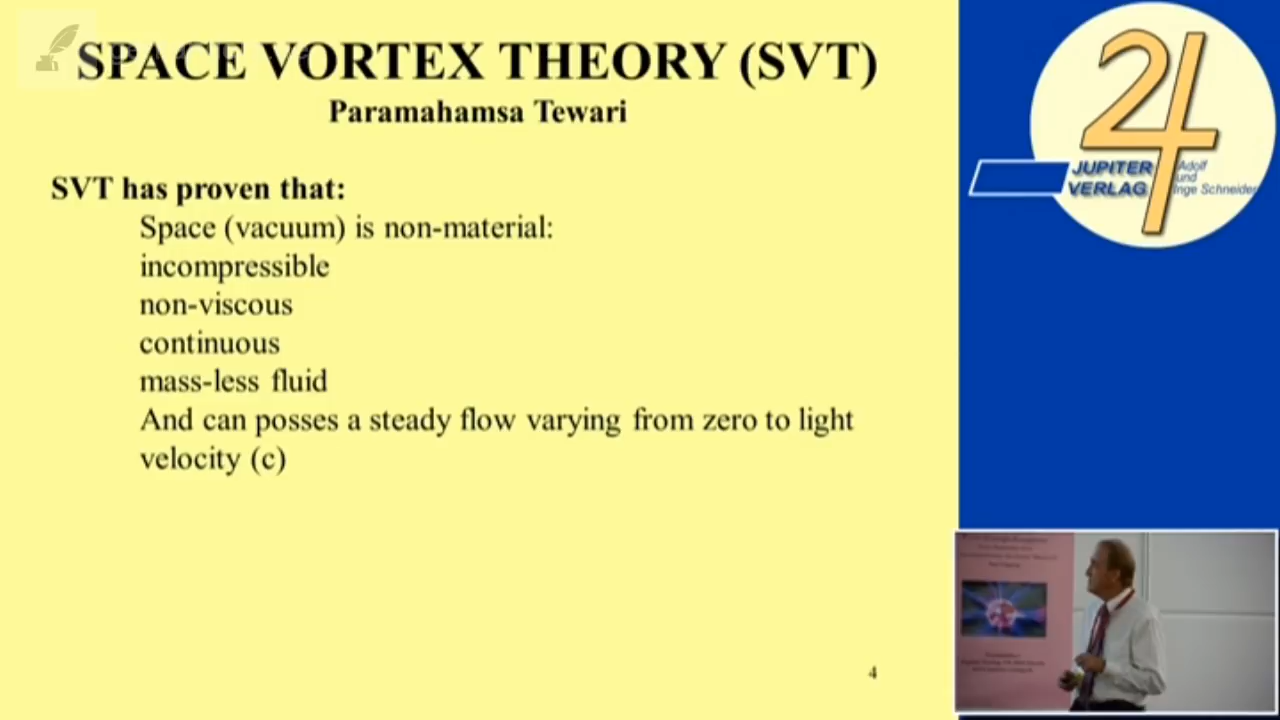 SPACE VORTEX THEORY (SVT)
Paramahamsa Tewari
SVT has proven that:
Space (vacuum) is non-material:
incompressible
non-viscous
continuous
mass-less fluid
And can posses a steady flow varying from zero to light
velocity (c)
4
24
JUPITER
VERLAG
Adolf
und
Inge Schneider